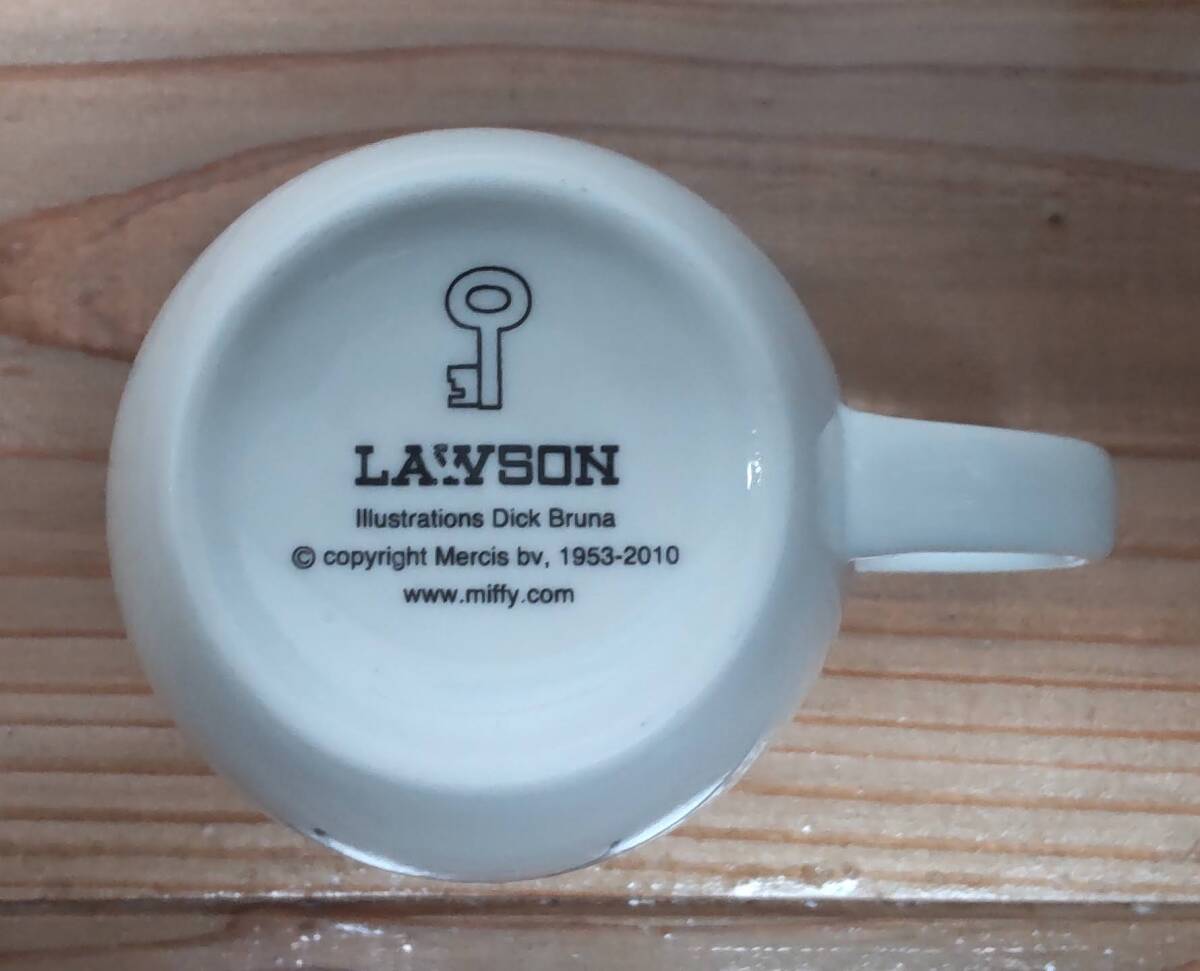 LAWSON
Illustrations Dick Bruna
© copyright Mercis bv, 1953-2010
www.miffy.com